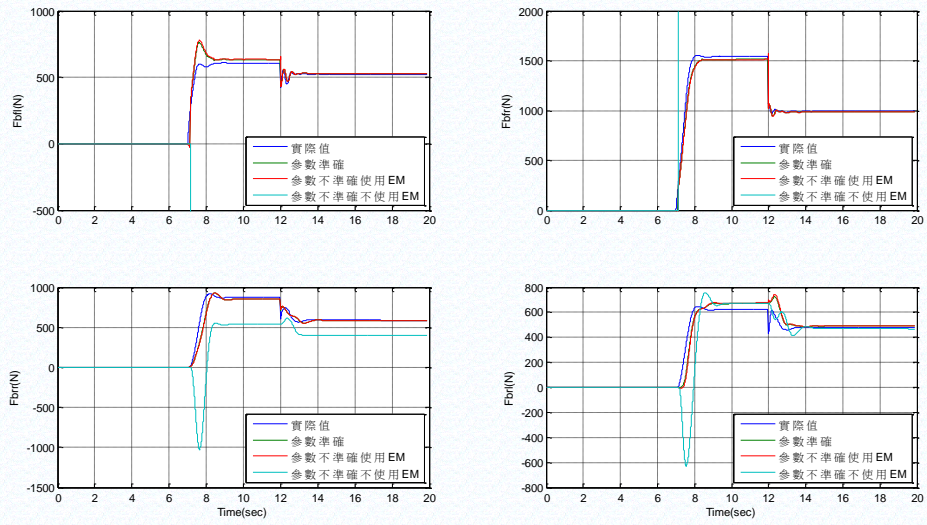 Fbfl(N)
1000
500
0
-500
0 2 4 6 8 10 12 14 16 18 20
實際值
參數準確
參數不準確使用EM
參數不準確不使用EM
Fbfr(N)
2000
1500
1000
500
0
0 2 4 6 8 10 12 14 16 18 20
實際值
參數準確
參數不準確使用EM
參數不準確不使用EM
Fbrr(N)
1000
500
0
-500
-1000
-1500
0 2 4 6 8 10 12 14 16 18 20
Time(sec)
實際值
參數準確
參數不準確使用EM
參數不準確不使用EM
Fbrl(N)
800
600
400
200
0
-200
-400
-600
-800
0 2 4 6 8 10 12 14 16 18 20
Time(sec)
實際值
參數準確
參數不準確使用EM
參數不準確不使用EM